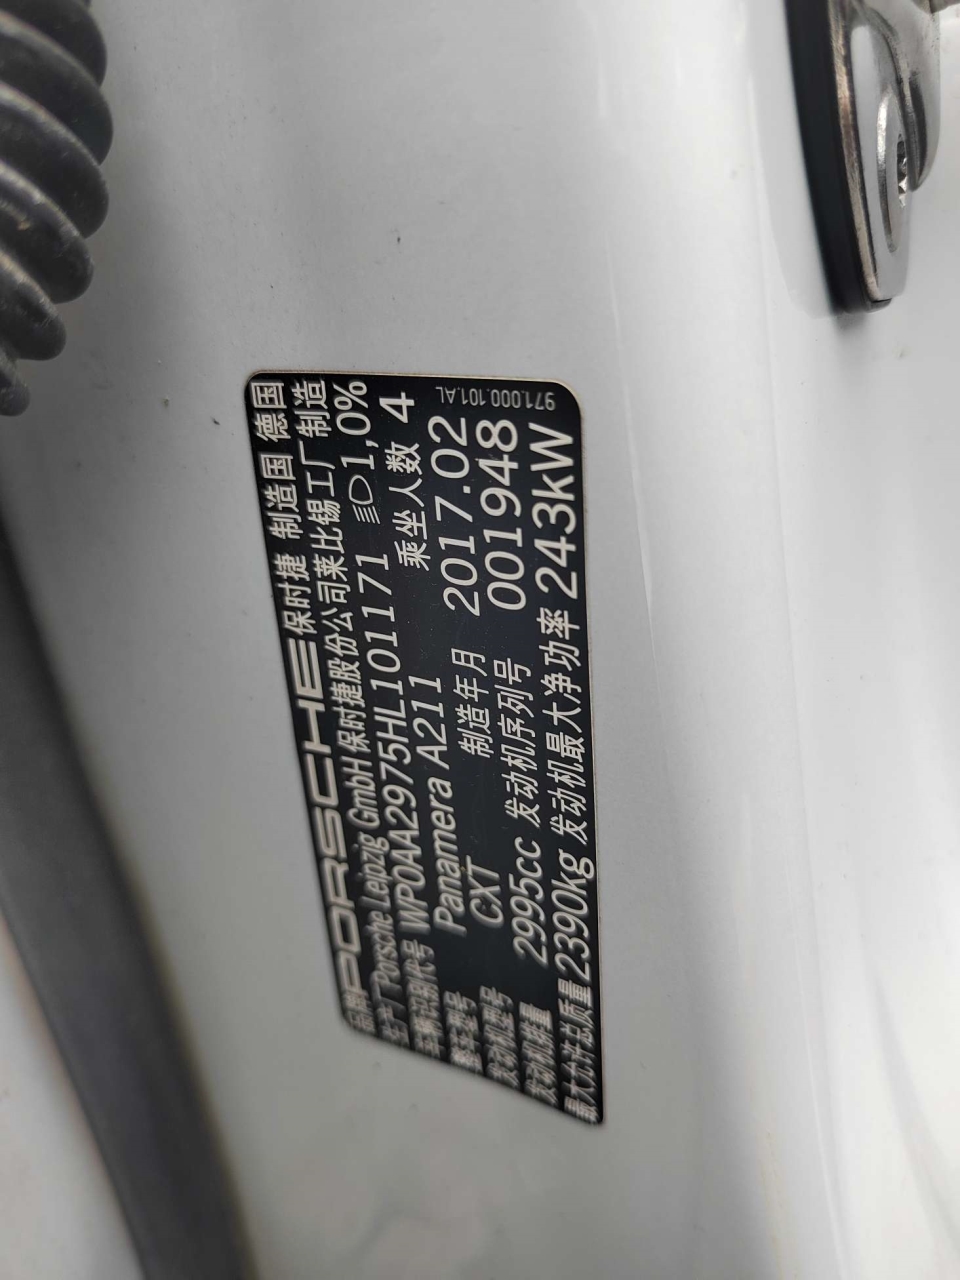 品牌 PORSCHE 保时捷 制造国 德国
生产厂 Porsche Leipzig GmbH 保时捷股份公司莱比锡工厂制造
车辆识别代号 WP0AA2975HL101171 1,0%
整车型号 Panamera A211 乘坐人数 4
发动机型号 CXT 制造年月 2017.02
发动机排量 2995cc 发动机序列号 001948
最大允许总质量 2390kg 发动机最大净功率 243kW
971.000.101.AL